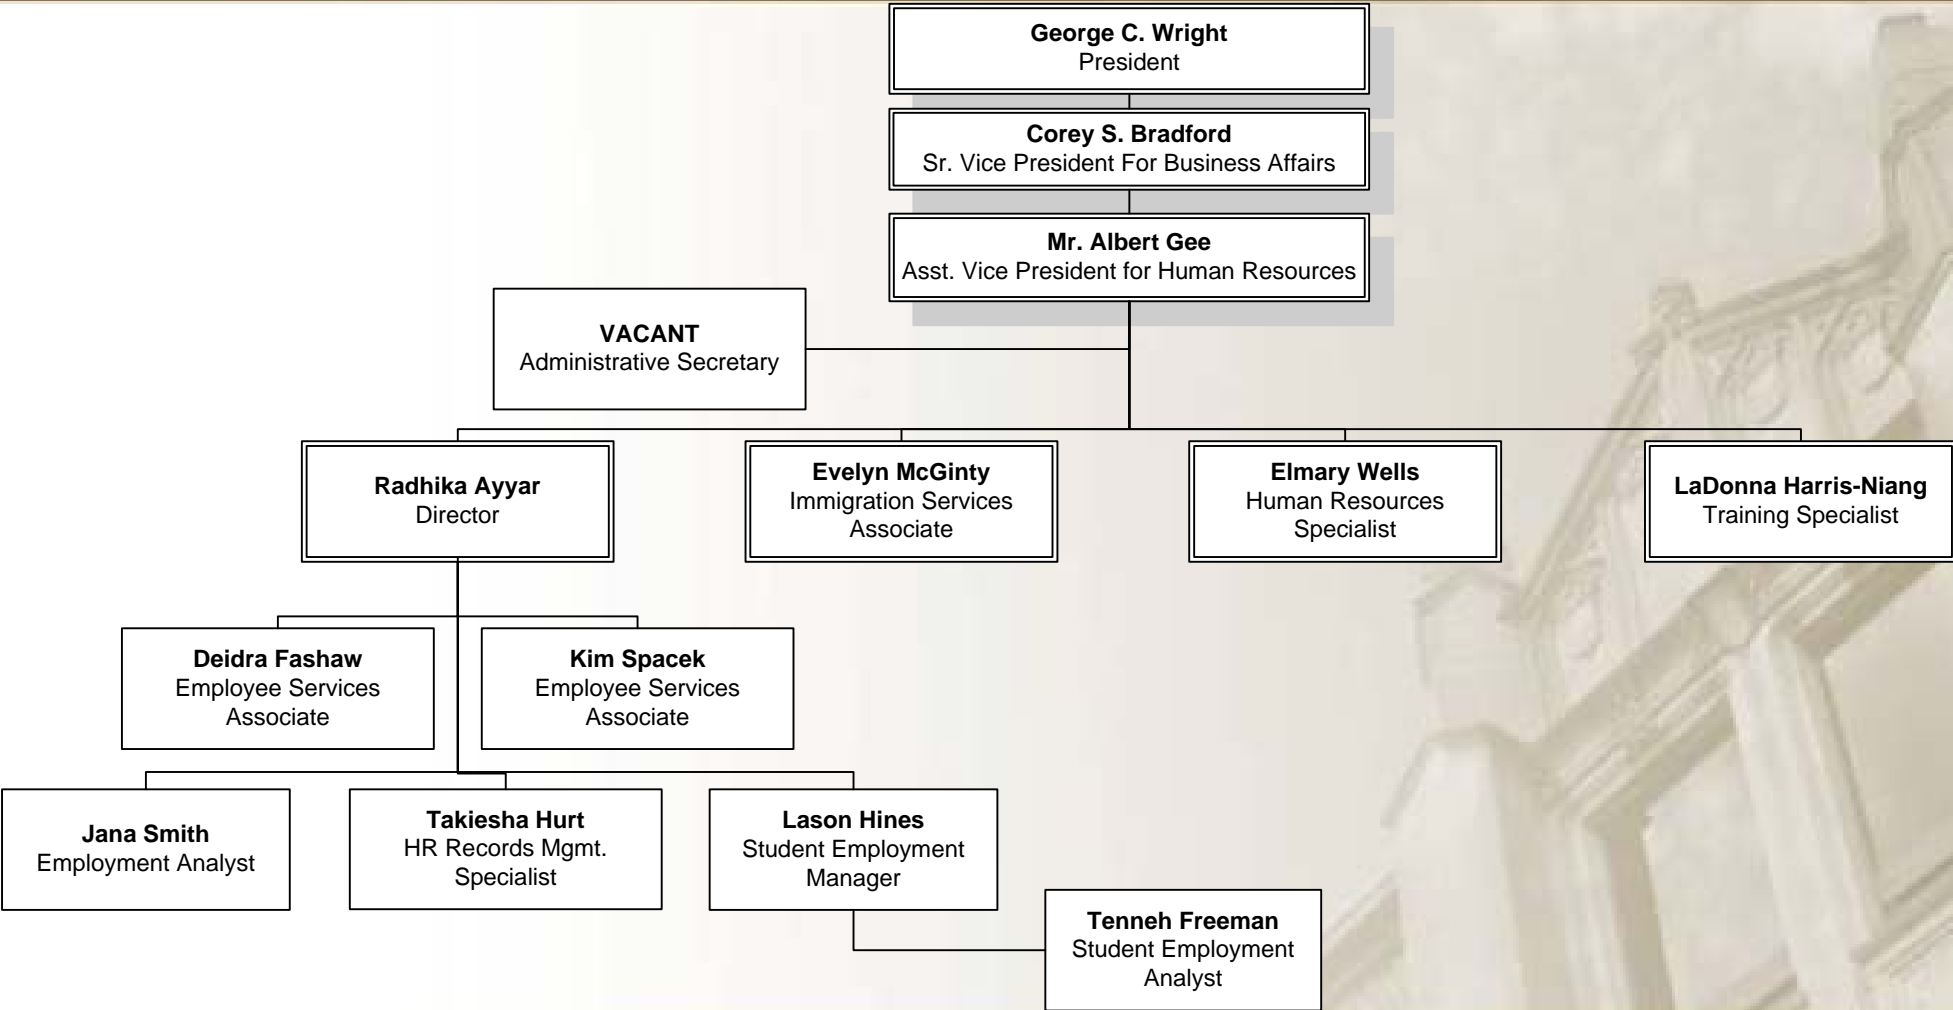 George C. Wright
President
Corey S. Bradford
Sr. Vice President For Business Affairs
Mr. Albert Gee
Asst. Vice President for Human Resources
VACANT
Administrative Secretary
Radhika Ayyar
Director
Evelyn McGinty
Immigration Services
Associate
Elmary Wells
Human Resources
Specialist
LaDonna Harris-Niang
Training Specialist
Deidra Fashaw
Employee Services
Associate
Kim Spacek
Employee Services
Associate
Jana Smith
Employment Analyst
Takiesha Hurt
HR Records Mgmt.
Specialist
Lason Hines
Student Employment
Manager
Tenneh Freeman
Student Employment
Analyst